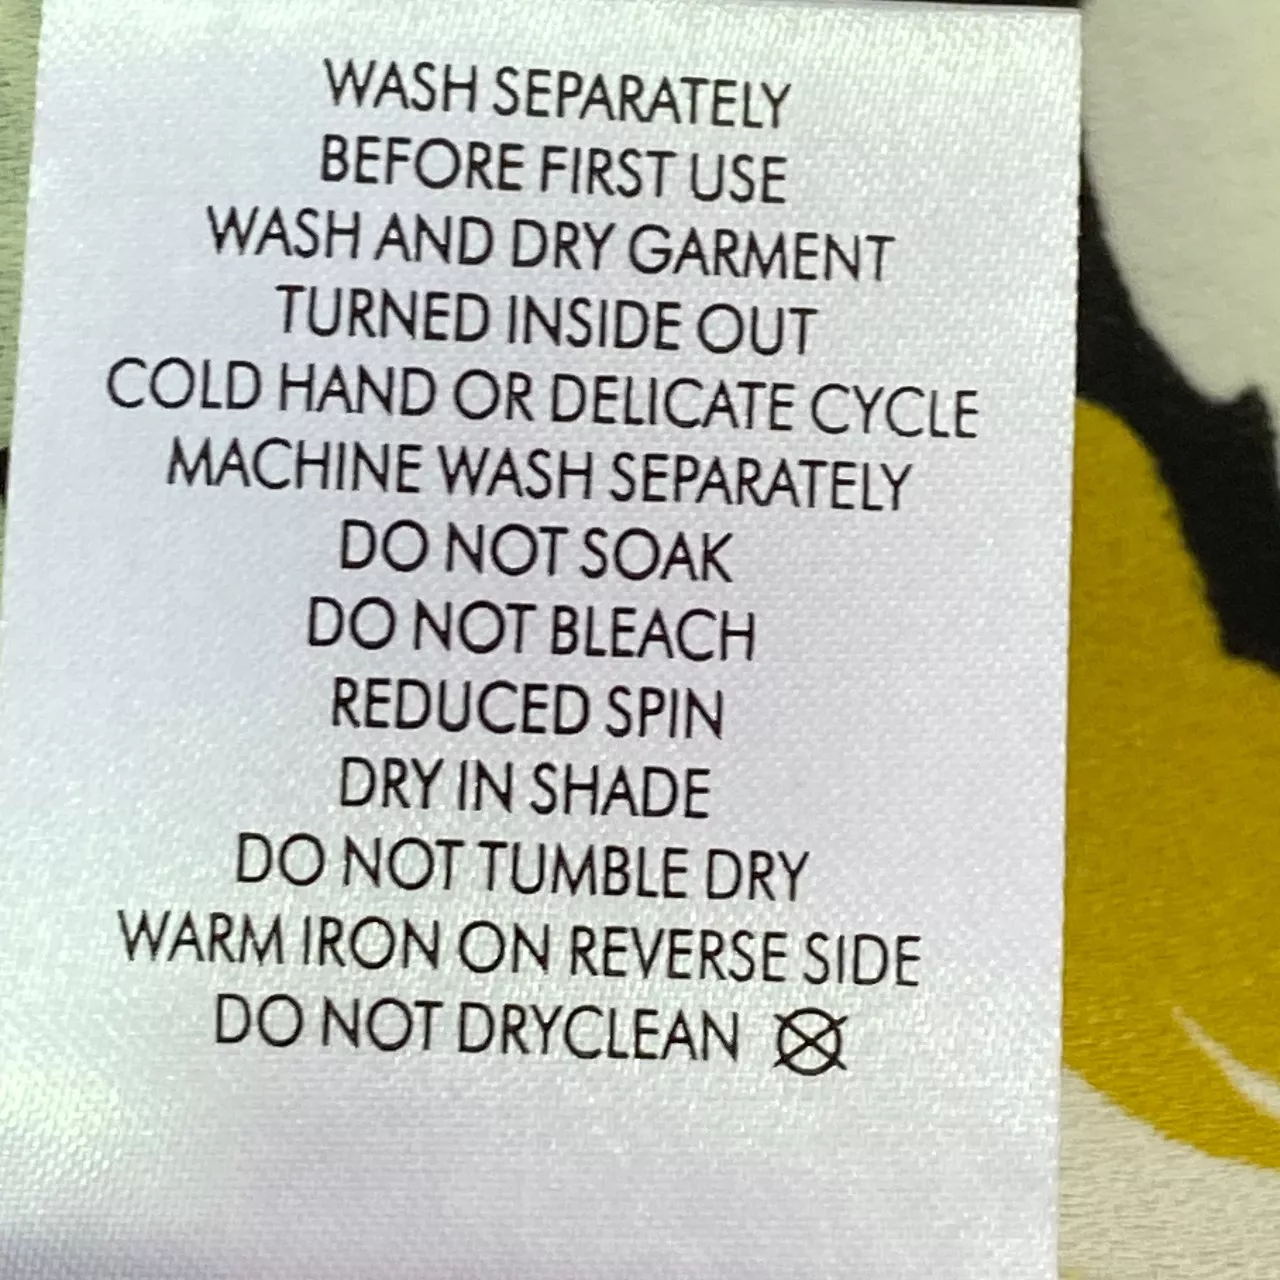 WASH SEPARATELY
BEFORE FIRST USE
WASH AND DRY GARMENT
TURNED INSIDE OUT
COLD HAND OR DELICATE CYCLE
MACHINE WASH SEPARATELY
DO NOT SOAK
DO NOT BLEACH
REDUCED SPIN
DRY IN SHADE
DO NOT TUMBLE DRY
WARM IRON ON REVERSE SIDE
DO NOT DRYCLEAN